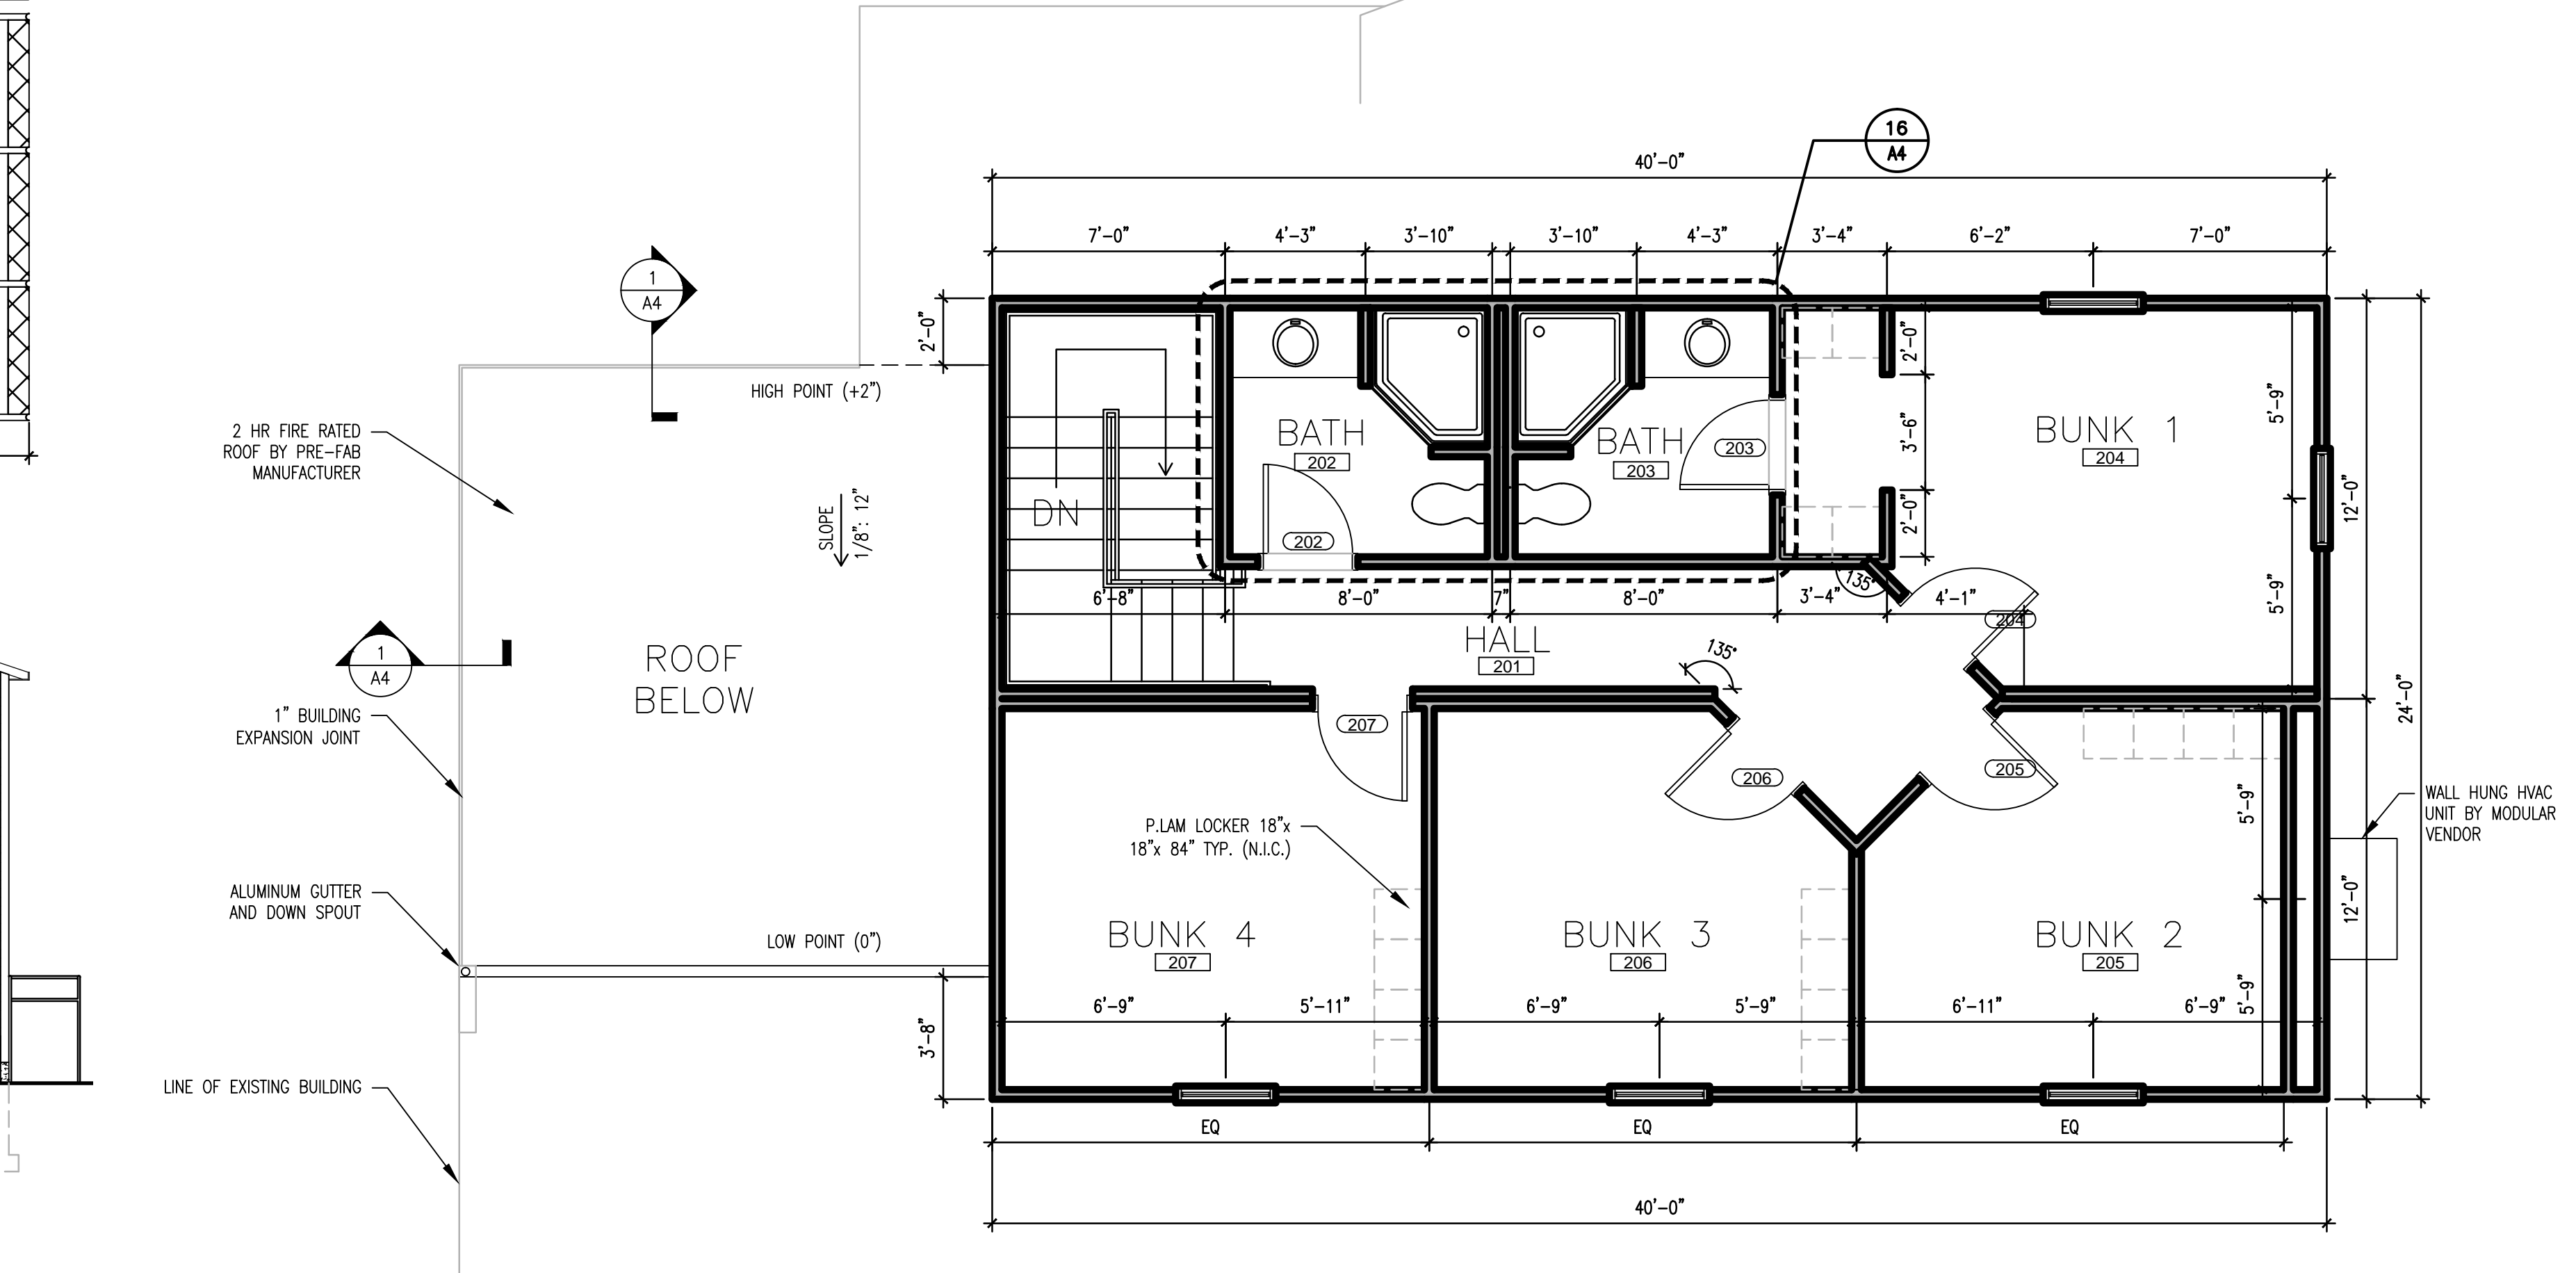 16
A4
40'-0"
7'-0"
4'-3"
3'-10"
3'-10"
4'-3"
3'-4"
6'-2"
7'-0"
1
A4
2'-0"
HIGH POINT (+2")
2 HR FIRE RATED
ROOF BY PRE-FAB
MANUFACTURER
SLOPE
1/8": 12"
DN
BATH
202
202
BATH
203
203
2'-0"
3'-6"
2'-0"
BUNK 1
204
5'-9"
5'-9"
12'-0"
24'-0"
6'-8"
8'-0"
7"
8'-0"
3'-4"
135°
4'-1"
204
1
A4
ROOF
BELOW
HALL
201
135°
1" BUILDING
EXPANSION JOINT
207
206
205
P.LAM LOCKER 18"x
18"x 84" TYP. (N.I.C.)
WALL HUNG HVAC
UNIT BY MODULAR
VENDOR
5'-9"
12'-0"
ALUMINUM GUTTER
AND DOWN SPOUT
LOW POINT (0")
BUNK 4
207
BUNK 3
206
BUNK 2
205
3'-8"
6'-9"
5'-11"
6'-9"
5'-9"
6'-11"
6'-9"
5'-9"
LINE OF EXISTING BUILDING
EQ
EQ
EQ
40'-0"